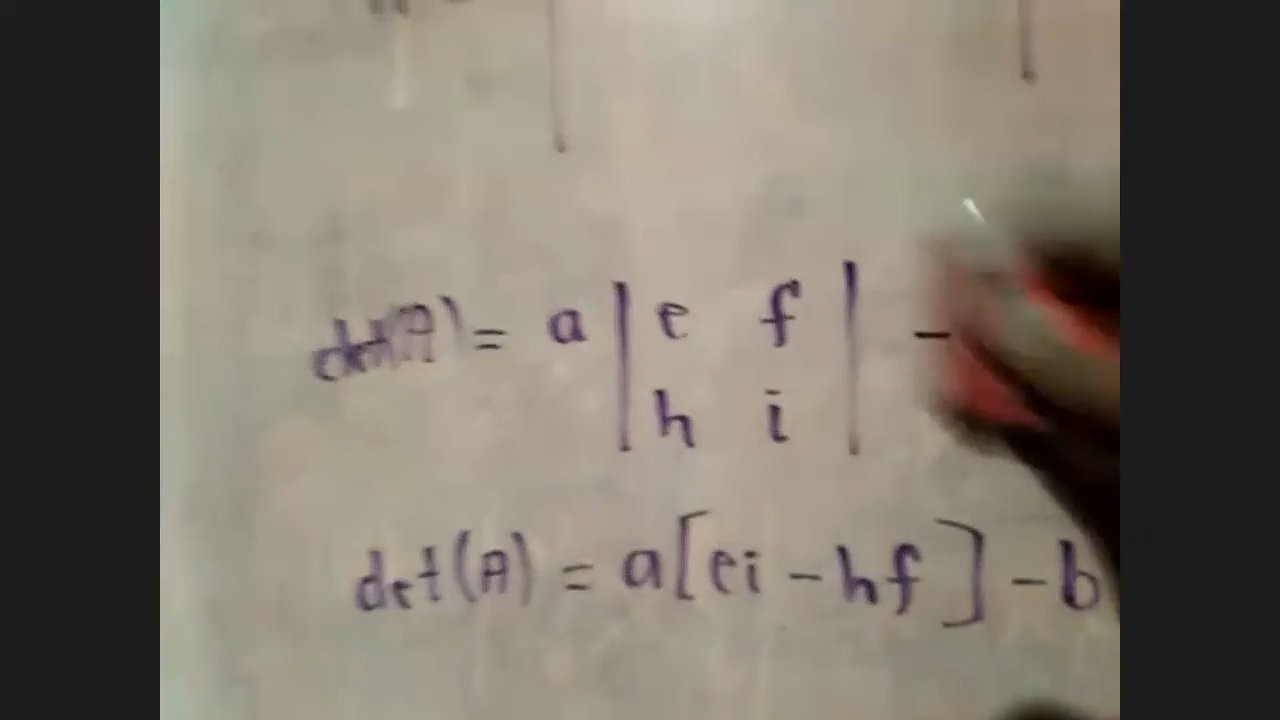 det(A) = a | e f | -
| h i |
det(A) = a[ei - hf] - b